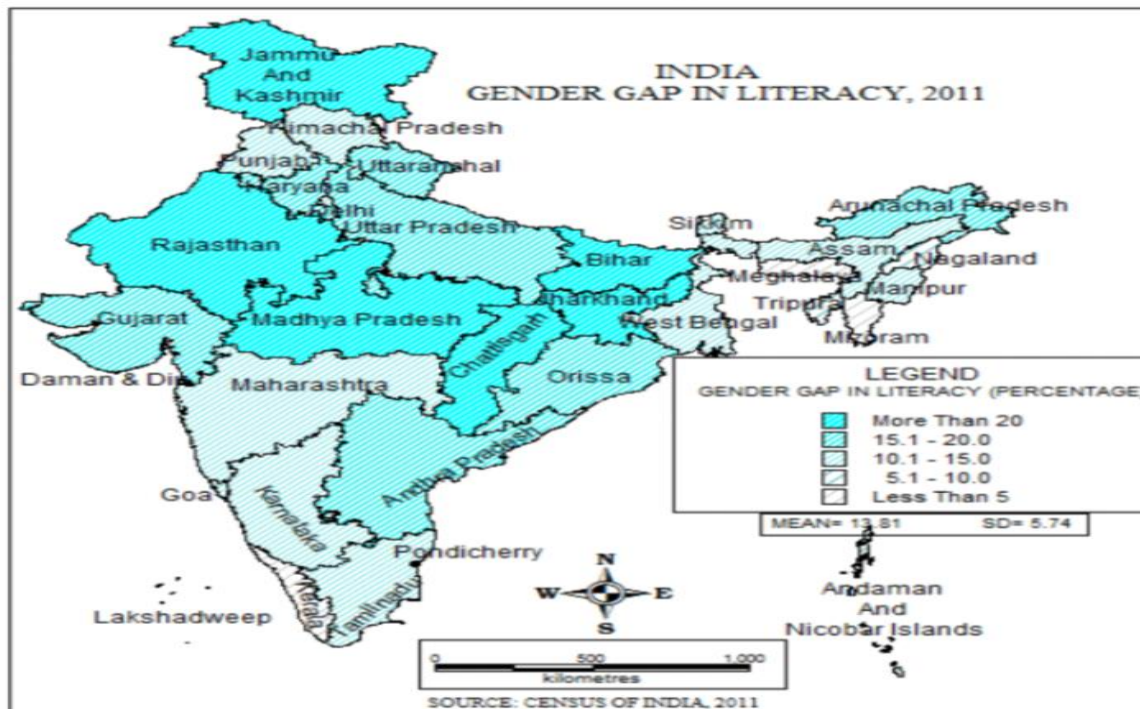 INDIA
GENDER GAP IN LITERACY, 2011
Jammu
And
Kashmir
Himachal Pradesh
Punjab
Uttaranchal
Haryana
Delhi
Uttar Pradesh
Rajasthan
Bihar
Sikkim
Arunachal Pradesh
Assam
Nagaland
Meghalaya
Manipur
Tripura
Mizoram
Jharkhand
West Bengal
Gujarat
Madhya Pradesh
Chattisgarh
Daman & Diu
Maharashtra
Orissa
Andhra Pradesh
Goa
Karnataka
Pondicherry
Kerala
Tamilnadu
Lakshadweep
Andaman
And
Nicobar Islands
LEGEND
GENDER GAP IN LITERACY (PERCENTAGE)
More Than 20
15.1 - 20.0
10.1 - 15.0
5.1 - 10.0
Less Than 5
MEAN= 13.81 SD= 5.74
N
W E
S
0 500 1,000
kilometres
SOURCE: CENSUS OF INDIA, 2011